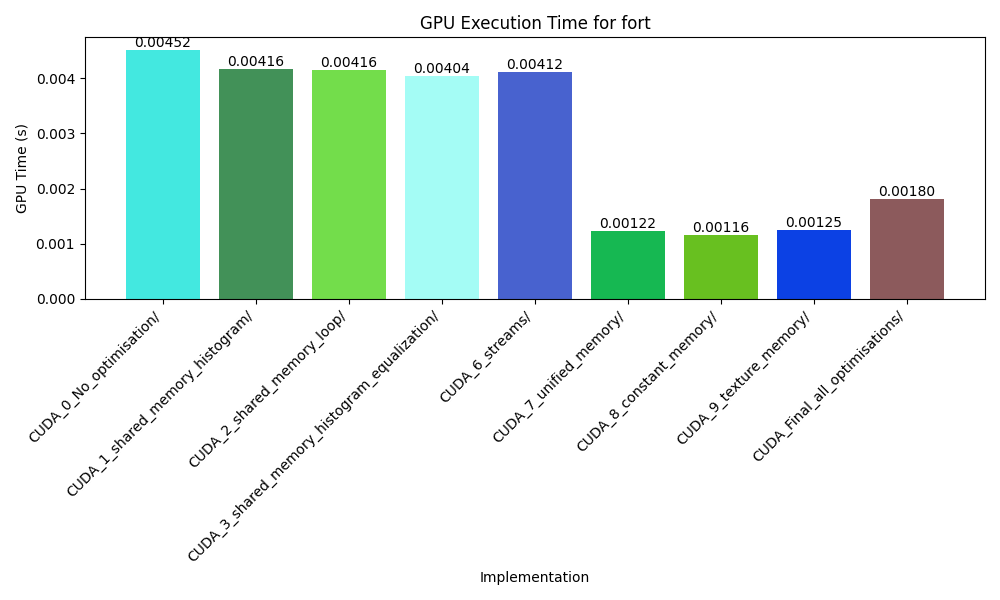 GPU Execution Time for fort
GPU Time (s)
0.004
0.003
0.002
0.001
0.000
0.00452
0.00416
0.00416
0.00404
0.00412
0.00122
0.00116
0.00125
0.00180
CUDA_0_No_optimisation/
CUDA_1_shared_memory_histogram/
CUDA_2_shared_memory_loop/
CUDA_3_shared_memory_histogram_equalization/
CUDA_6_streams/
CUDA_7_unified_memory/
CUDA_8_constant_memory/
CUDA_9_texture_memory/
CUDA_Final_all_optimisations/
Implementation